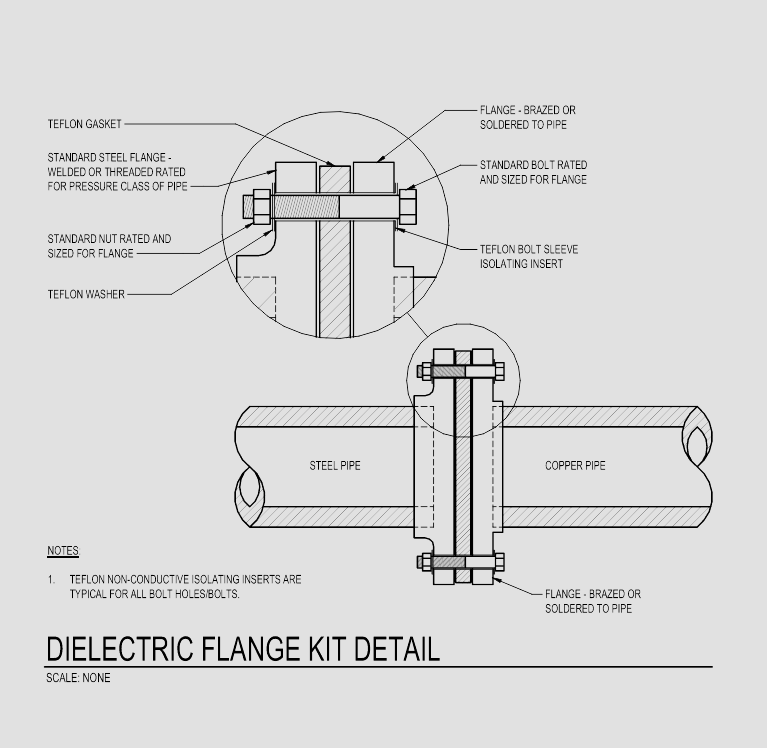 TEFLON GASKET
STANDARD STEEL FLANGE -
WELDED OR THREADED RATED
FOR PRESSURE CLASS OF PIPE
STANDARD NUT RATED AND
SIZED FOR FLANGE
TEFLON WASHER
FLANGE - BRAZED OR
SOLDERED TO PIPE
STANDARD BOLT RATED
AND SIZED FOR FLANGE
TEFLON BOLT SLEEVE
ISOLATING INSERT
STEEL PIPE
COPPER PIPE
FLANGE - BRAZED OR
SOLDERED TO PIPE
NOTES
1. TEFLON NON-CONDUCTIVE ISOLATING INSERTS ARE
TYPICAL FOR ALL BOLT HOLES/BOLTS.
DIELECTRIC FLANGE KIT DETAIL
SCALE: NONE